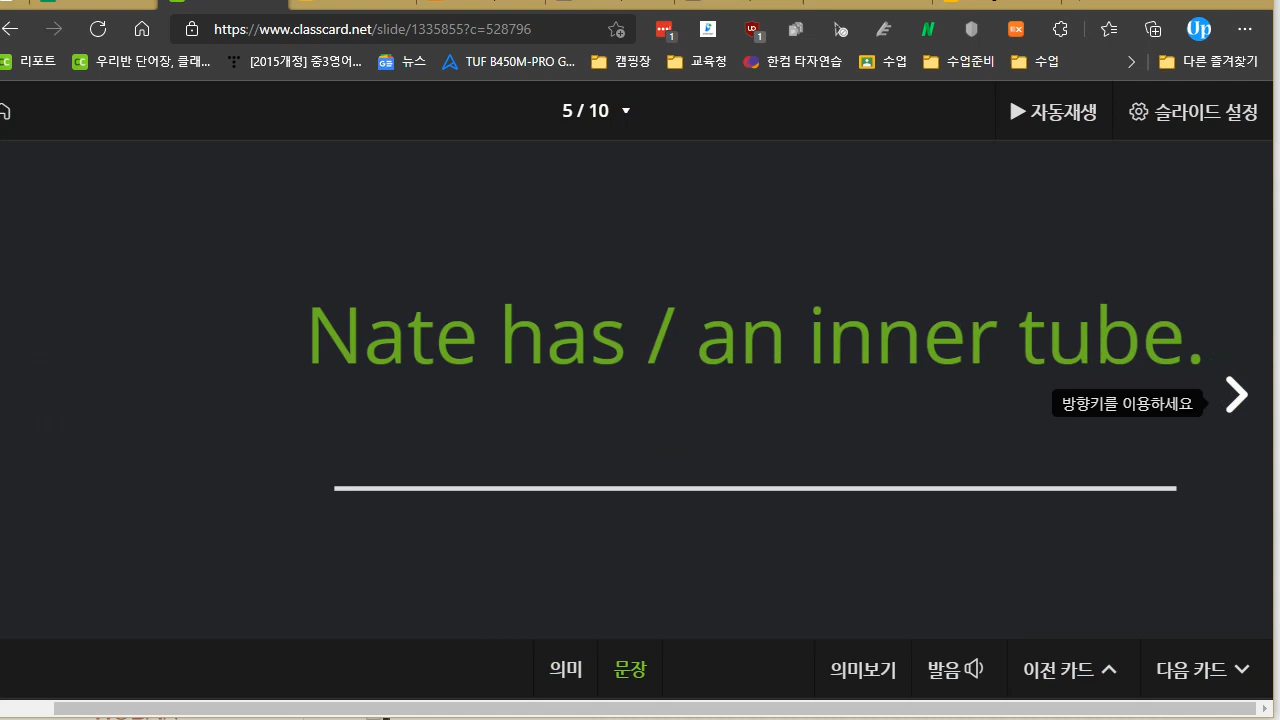 https://www.classcard.net/slide/1335855?c=528796
1
1
EX
Up
리포트
우리반 단어장, 클래...
[2015개정] 중3영어...
뉴스
TUF B450M-PRO G...
캠핑장
교육청
한컴 타자연습
수업
수업준비
수업
다른 즐겨찾기
5 / 10
자동재생
슬라이드 설정
Nate has / an inner tube.
방향키를 이용하세요
의미
문장
의미보기
발음
이전 카드
다음 카드